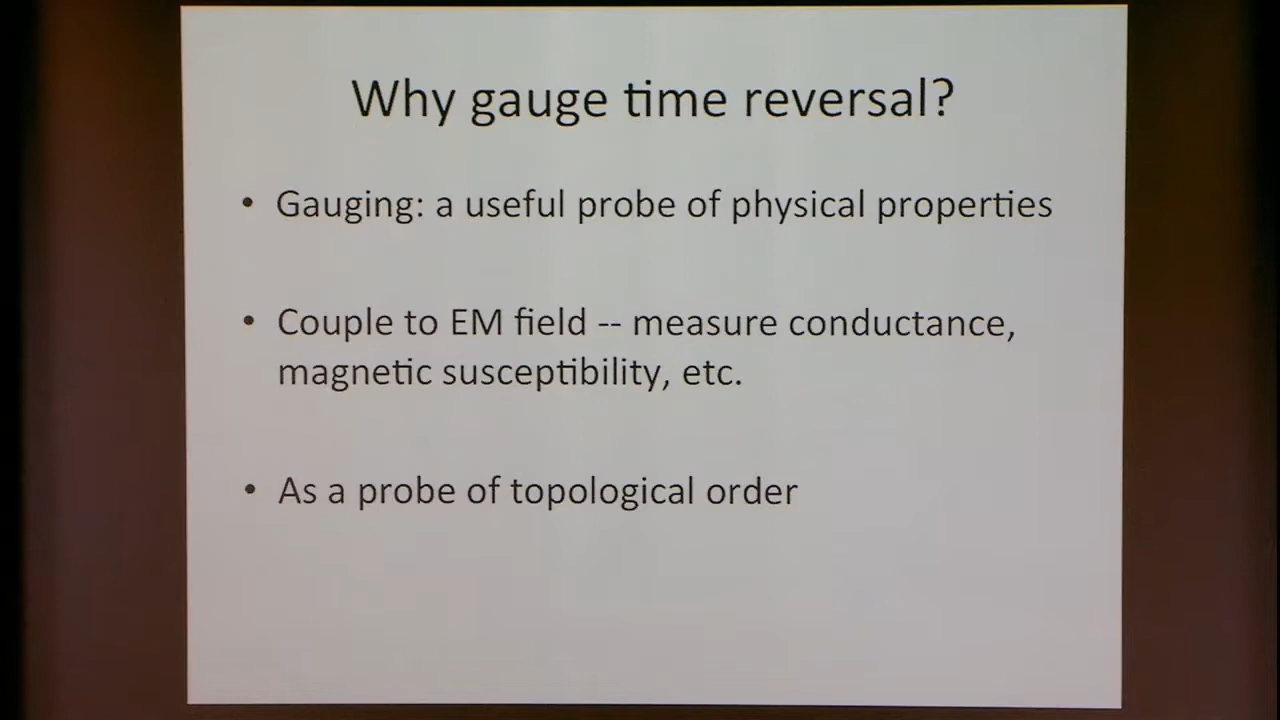 Why gauge time reversal?
• Gauging: a useful probe of physical properties
• Couple to EM field -- measure conductance,
magnetic susceptibility, etc.
• As a probe of topological order